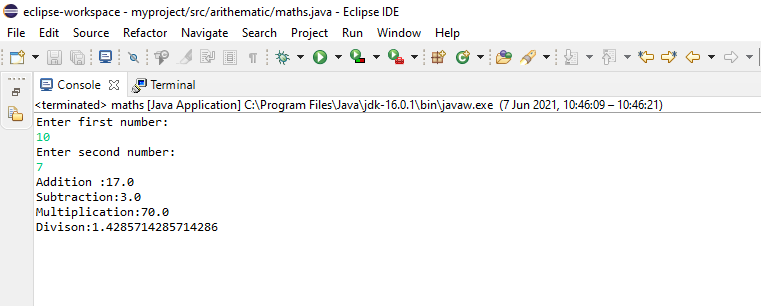 eclipse-workspace - myproject/src/arithematic/maths.java - Eclipse IDE
File Edit Source Refactor Navigate Search Project Run Window Help
Console Terminal
<terminated> maths [Java Application] C:\Program Files\Java\jdk-16.0.1\bin\javaw.exe (7 Jun 2021, 10:46:09 – 10:46:21)
Enter first number:
10
Enter second number:
7
Addition :17.0
Subtraction:3.0
Multiplication:70.0
Divison:1.4285714285714286